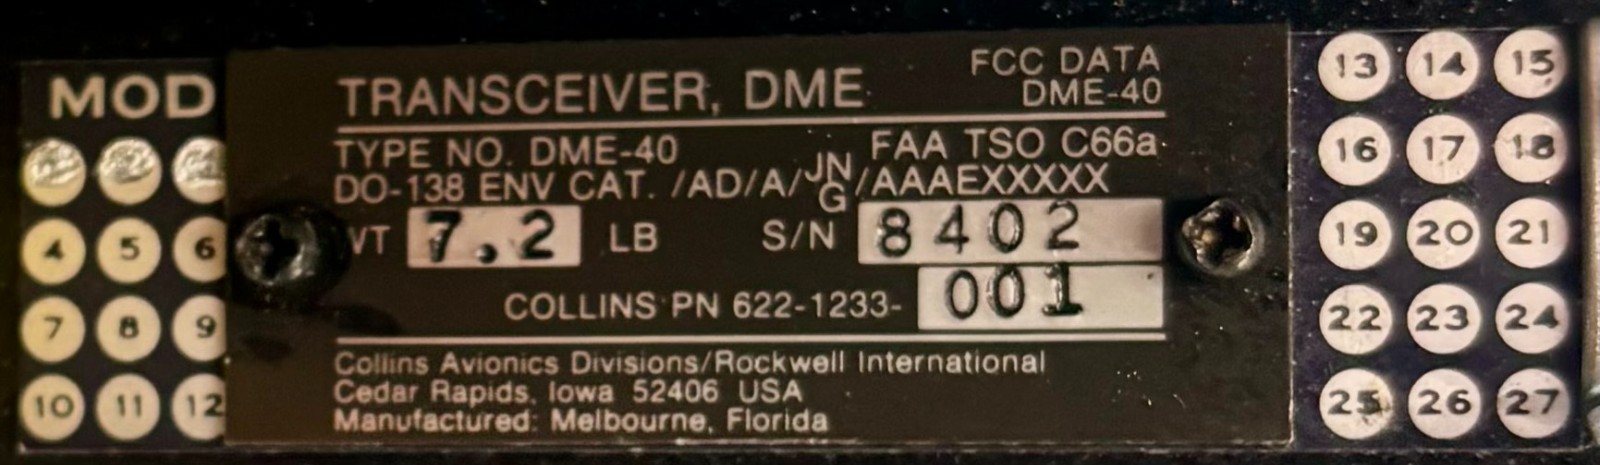 MOD
4 5 6
7 8 9
10 11 12
TRANSCEIVER, DME
FCC DATA
DME-40
TYPE NO. DME-40
FAA TSO C66a
DO-138 ENV CAT. /AD/A/JN
G/AAAEXXXXX
WT 7.2 LB
S/N 8402
COLLINS PN 622-1233- 001
Collins Avionics Divisions/Rockwell International
Cedar Rapids, Iowa 52406 USA
Manufactured: Melbourne, Florida
13 14 15
16 17 18
19 20 21
22 23 24
25 26 27